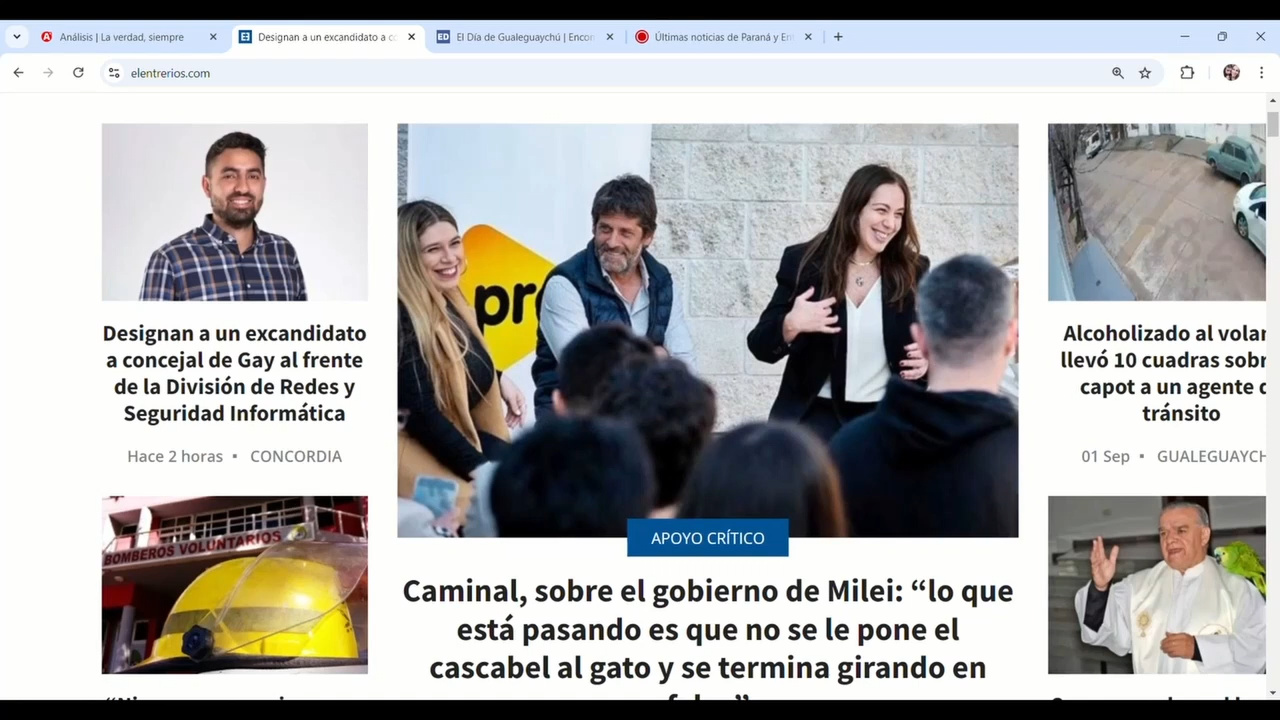 Análisis | La verdad, siempre
Designan a un excandidato a co
El Día de Gualeguaychú | Encon
Últimas noticias de Paraná y En
elentrerios.com
Designan a un excandidato
a concejal de Gay al frente
de la División de Redes y
Seguridad Informática
Hace 2 horas ▪ CONCORDIA
BOMBEROS VOLUNTARIOS
pro
APOYO CRÍTICO
Caminal, sobre el gobierno de Milei: “lo que
está pasando es que no se le pone el
cascabel al gato y se termina girando en
Alcoholizado al volan
llevó 10 cuadras sobr
capot a un agente d
tránsito
01 Sep ▪ GUALEGUAYCH